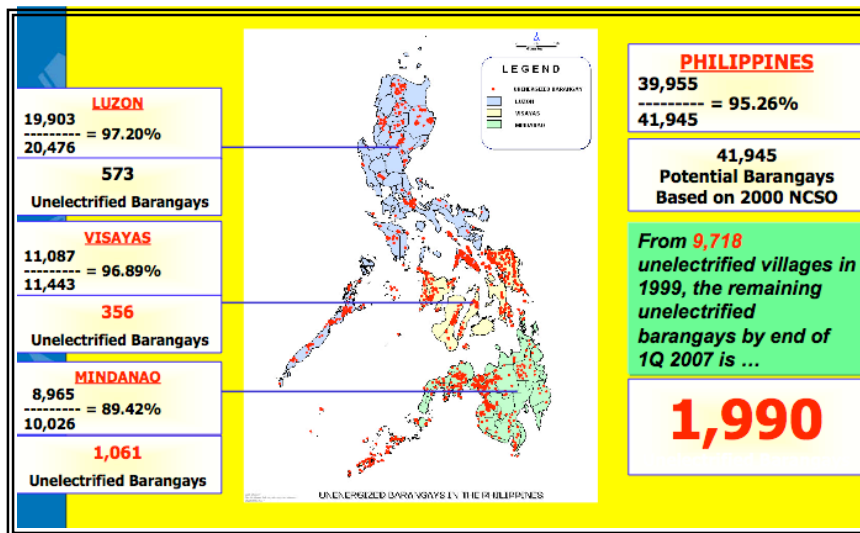 LUZON
19,903
--------- = 97.20%
20,476
573
Unelectrified Barangays
VISAYAS
11,087
--------- = 96.89%
11,443
356
Unelectrified Barangays
MINDANAO
8,965
--------- = 89.42%
10,026
1,061
Unelectrified Barangays
LEGEND
UNENERGIZED BARANGAY
LUZON
VISAYAS
MINDANAO
UNENERGIZED BARANGAYS IN THE PHILIPPINES
PHILIPPINES
39,955
--------- = 95.26%
41,945
41,945
Potential Barangays
Based on 2000 NCSO
From 9,718
unelectrified villages in
1999, the remaining
unelectrified
barangays by end of
1Q 2007 is …
1,990